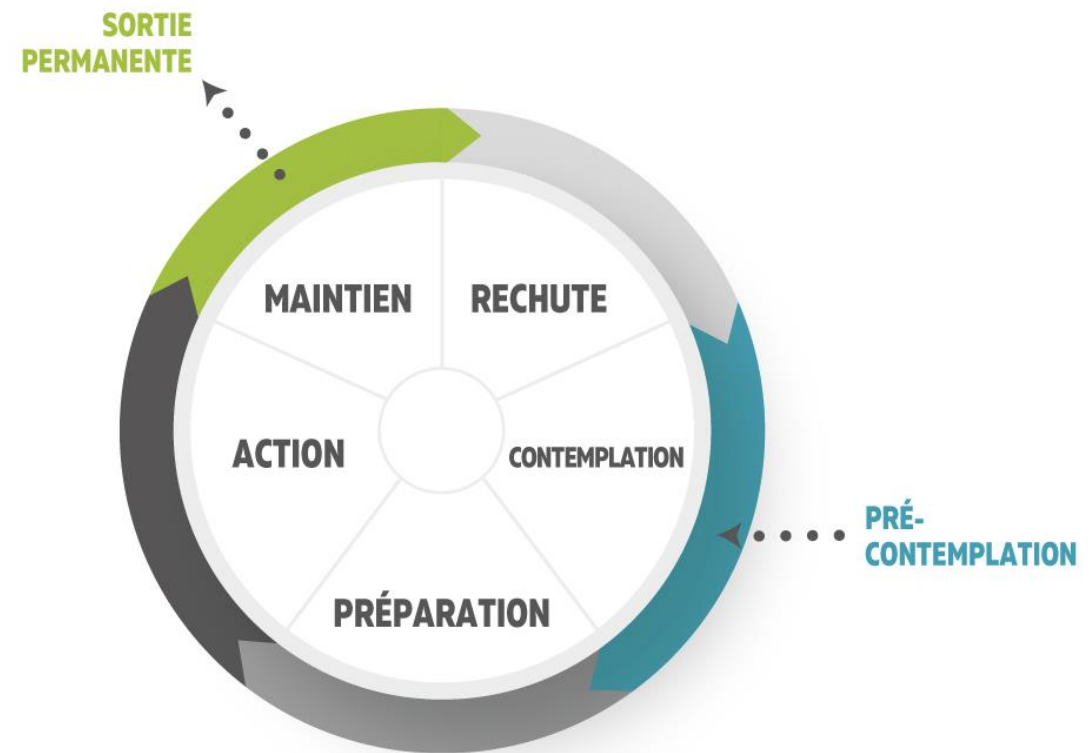 SORTIE
PERMANENTE
MAINTIEN
RECHUTE
ACTION
CONTEMPLATION
PRÉ-
CONTEMPLATION
PRÉPARATION